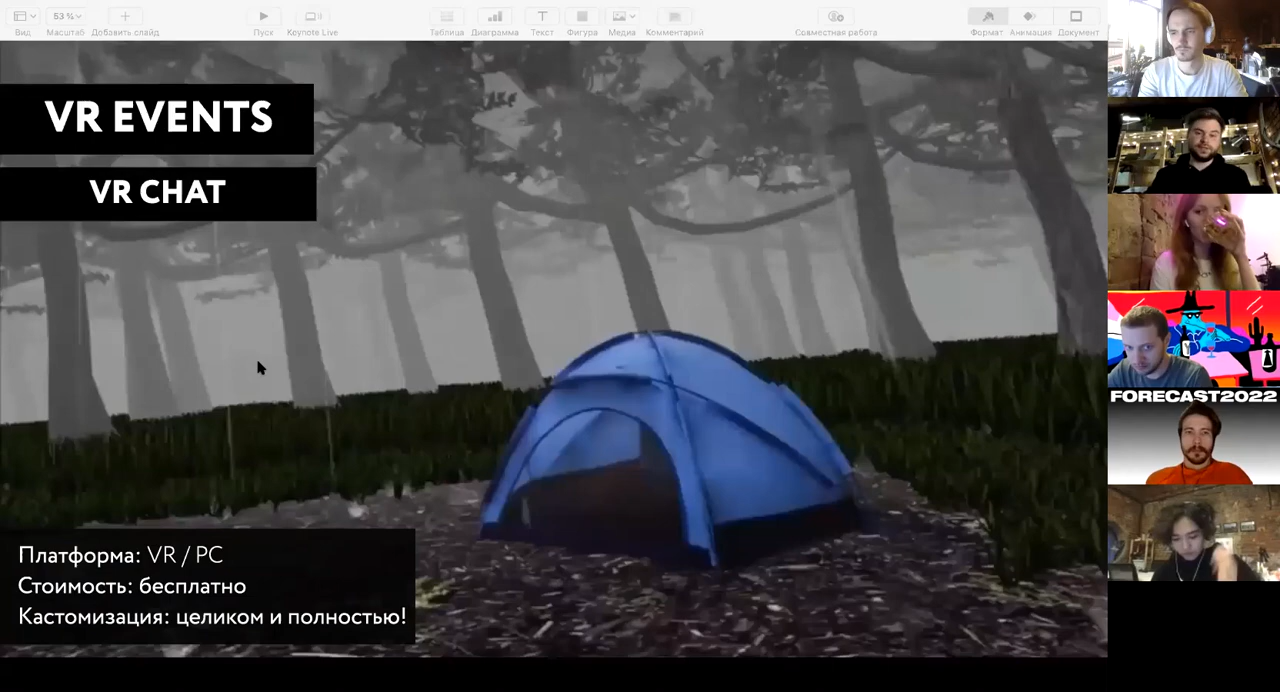 53 %
Вид
Масштаб
Добавить слайд
Пуск
Keynote Live
Таблица
Диаграмма
Текст
Фигура
Медиа
Комментарий
Совместная работа
Формат
Анимация
Документ
VR EVENTS
VR CHAT
Платформа: VR / PC
Стоимость: бесплатно
Кастомизация: целиком и полностью!
FORECAST2022